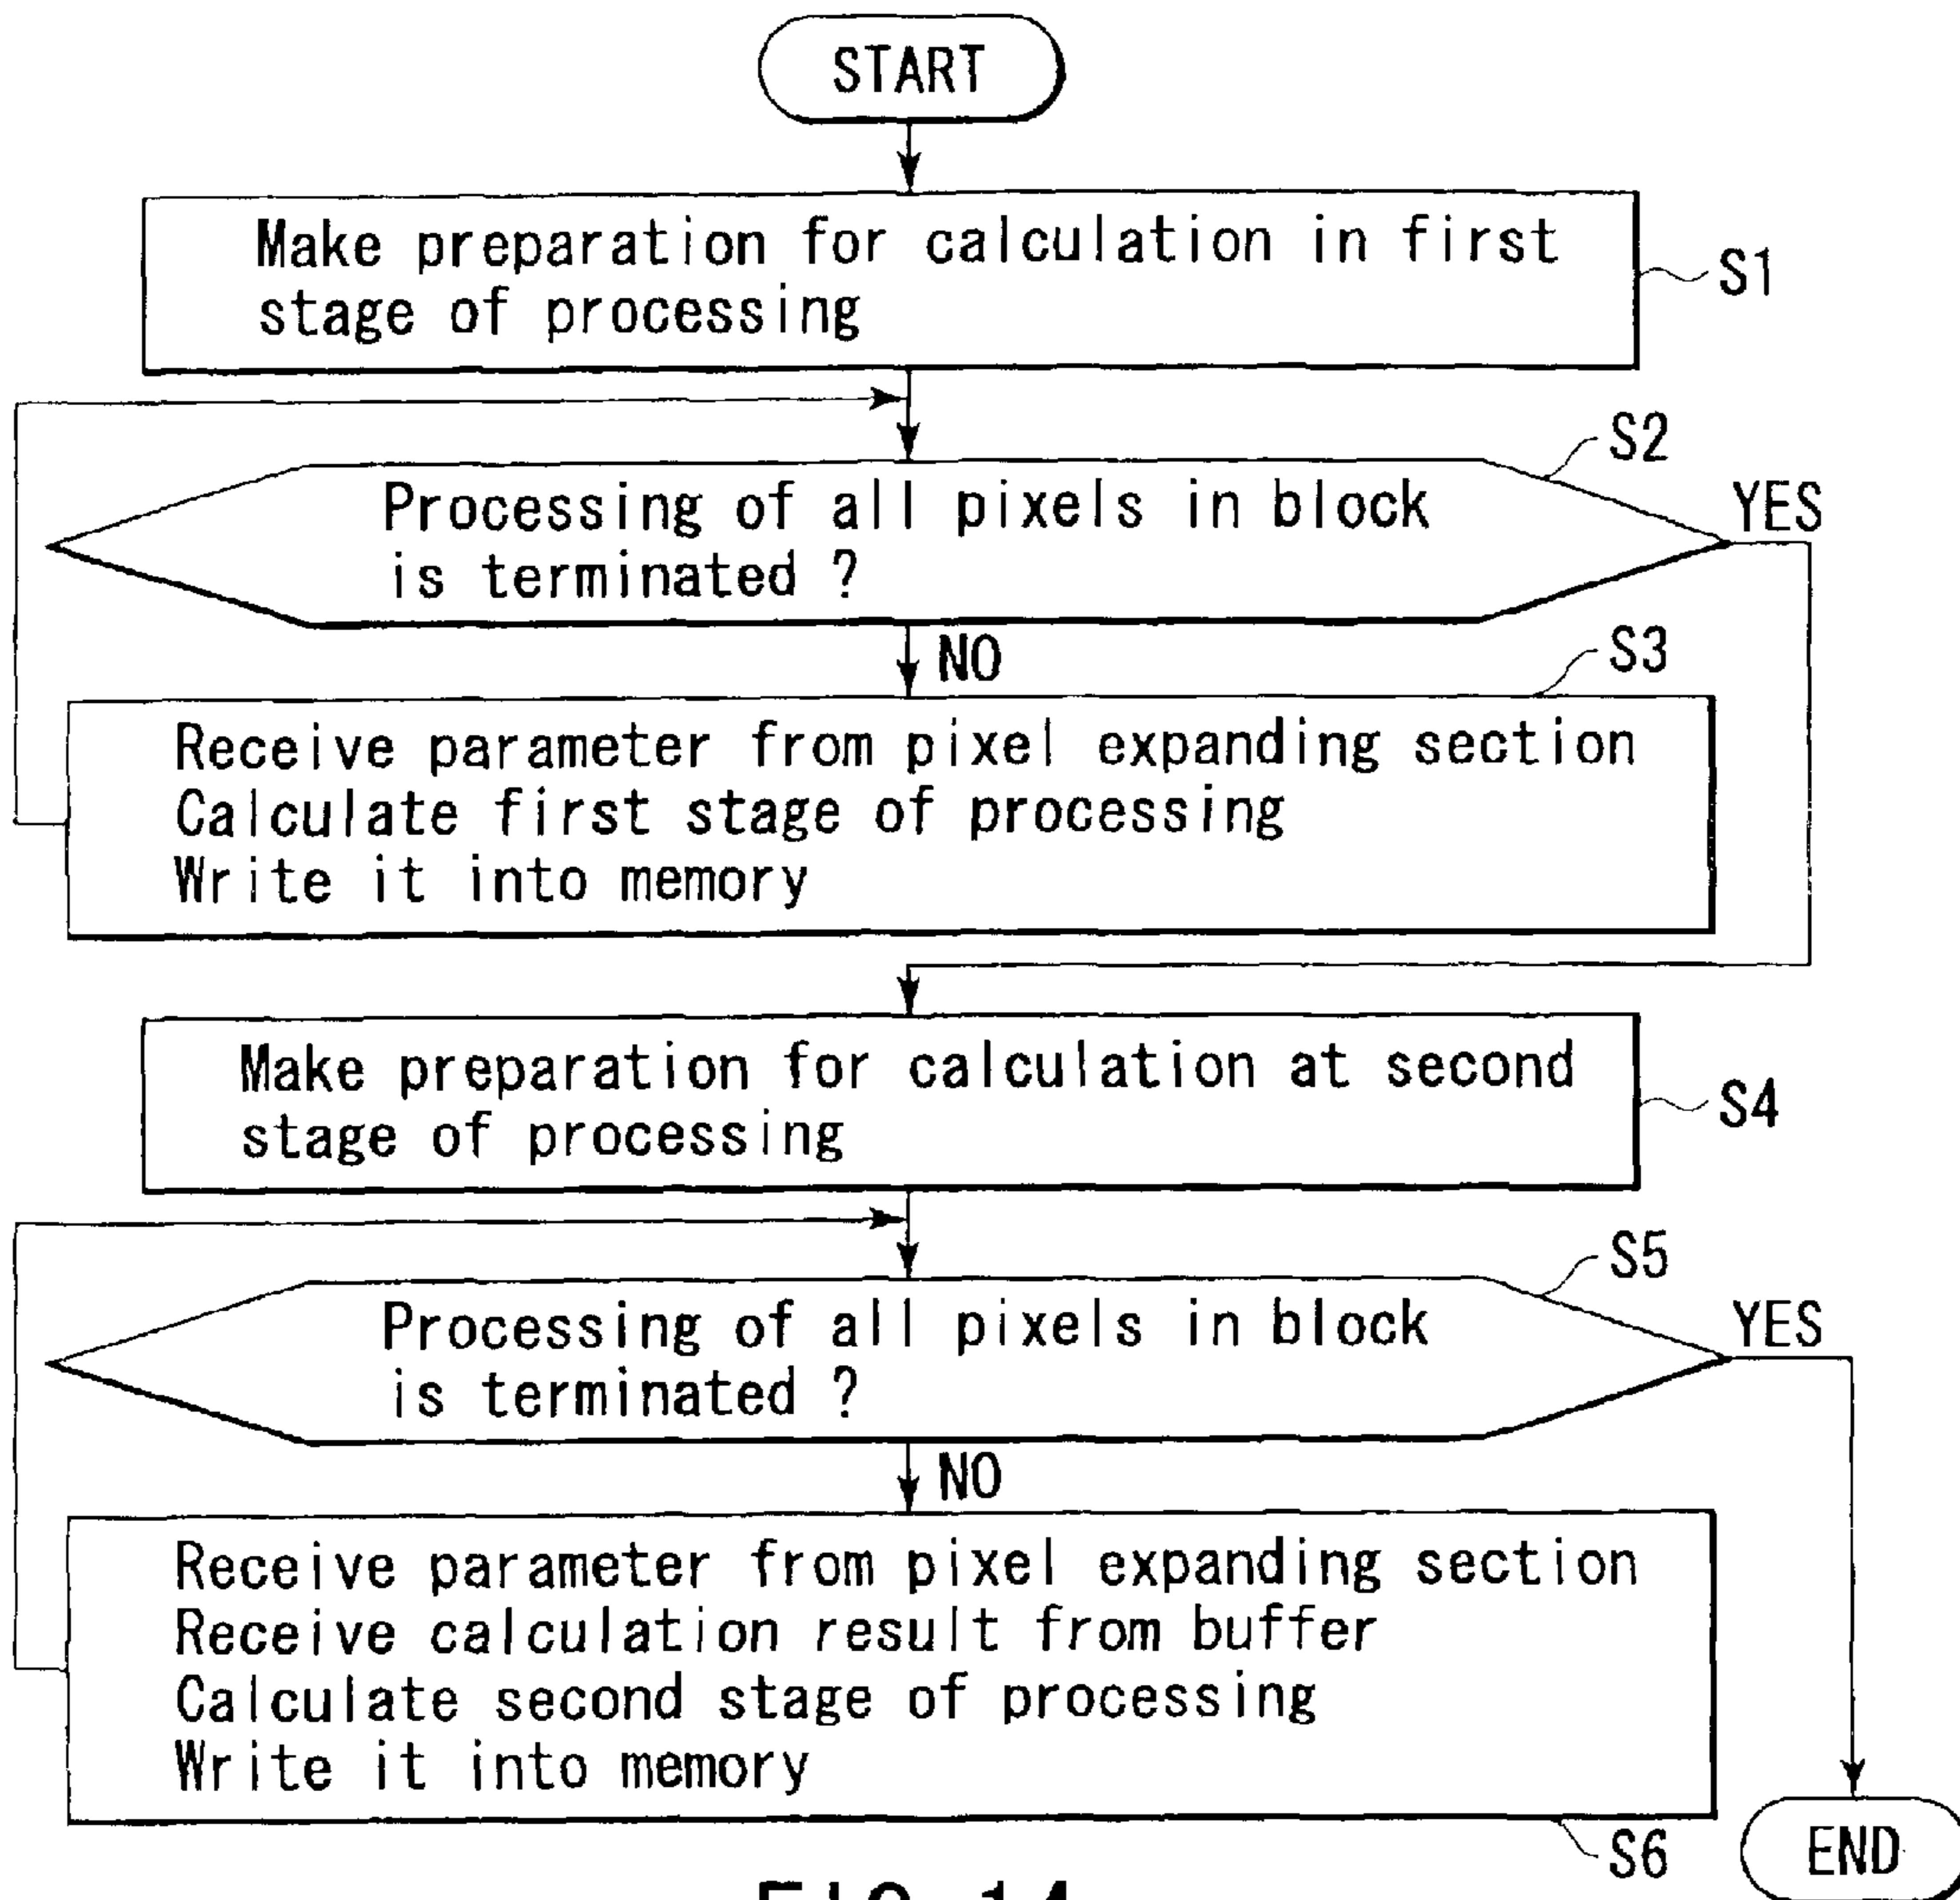 START
Make preparation for calculation in first
stage of processing
S1
S2
Processing of all pixels in block
is terminated ?
YES
NO
S3
Receive parameter from pixel expanding section
Calculate first stage of processing
Write it into memory
Make preparation for calculation at second
stage of processing
S4
S5
Processing of all pixels in block
is terminated ?
YES
NO
Receive parameter from pixel expanding section
Receive calculation result from buffer
Calculate second stage of processing
Write it into memory
S6
END